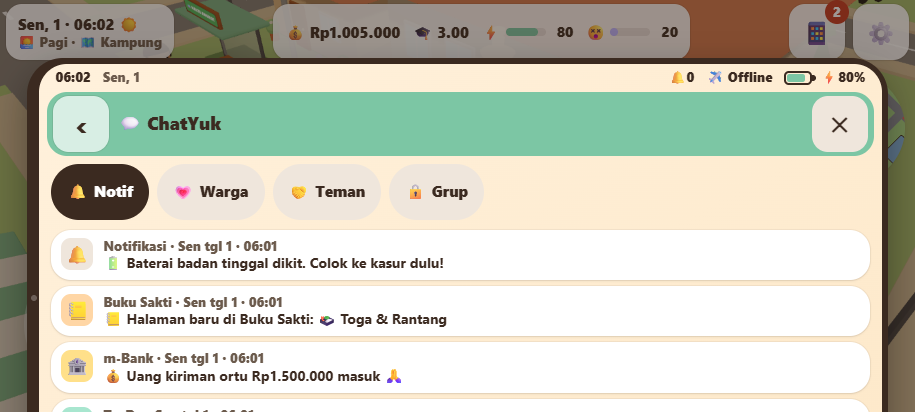 Sen, 1 · 06:02
Pagi · Kampung
Rp1.005.000 3.00 80 20
2
06:02 Sen, 1
0 Offline 80%
‹ ChatYuk ×
Notif Warga Teman Grup
Notifikasi · Sen tgl 1 · 06:01
Baterai badan tinggal dikit. Colok ke kasur dulu!
Buku Sakti · Sen tgl 1 · 06:01
Halaman baru di Buku Sakti: Toga & Rantang
m-Bank · Sen tgl 1 · 06:01
Uang kiriman ortu Rp1.500.000 masuk